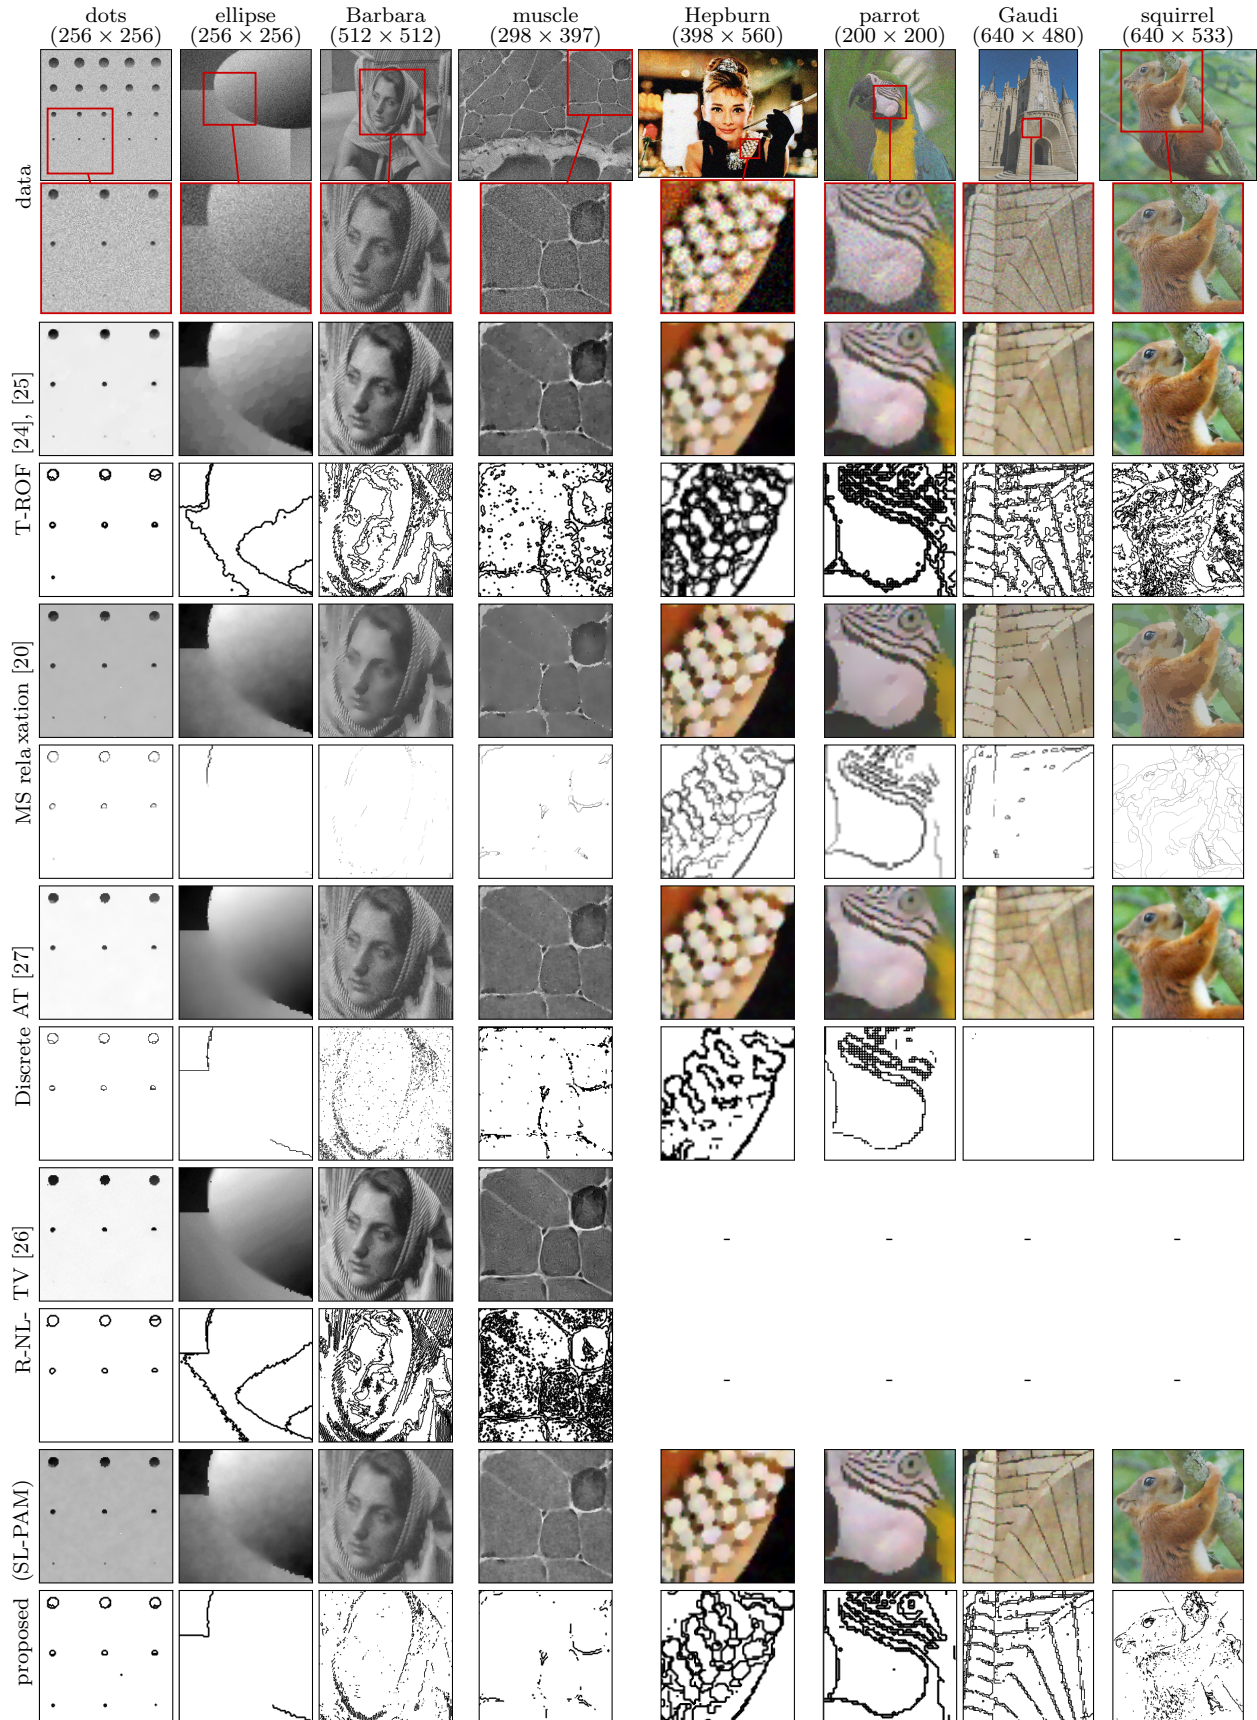 dots ellipse Barbara muscle Hepburn parrot Gaudi squirrel
(256 × 256) (256 × 256) (512 × 512) (298 × 397) (398 × 560) (200 × 200) (640 × 480) (640 × 533)
data
T-ROF [24], [25]
MS relaxation [20]
Discrete AT [27]
R-NL-TV [26]
- - - -
- - - -
proposed (SL-PAM)